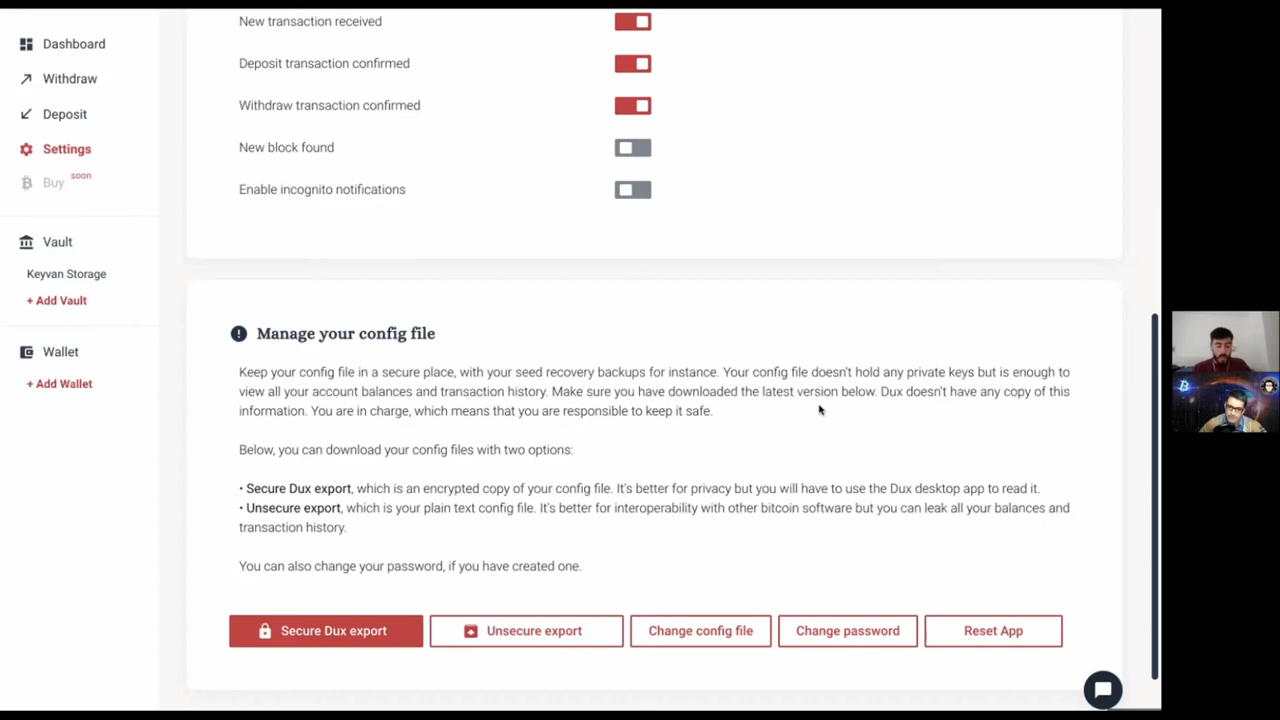 Dashboard
Withdraw
Deposit
Settings
Buy soon
Vault
Keyvan Storage
+ Add Vault
Wallet
+ Add Wallet
New transaction received
Deposit transaction confirmed
Withdraw transaction confirmed
New block found
Enable incognito notifications
Manage your config file
Keep your config file in a secure place, with your seed recovery backups for instance. Your config file doesn't hold any private keys but is enough to
view all your account balances and transaction history. Make sure you have downloaded the latest version below. Dux doesn't have any copy of this
information. You are in charge, which means that you are responsible to keep it safe.
Below, you can download your config files with two options:
• Secure Dux export, which is an encrypted copy of your config file. It's better for privacy but you will have to use the Dux desktop app to read it.
• Unsecure export, which is your plain text config file. It's better for interoperability with other bitcoin software but you can leak all your balances and
transaction history.
You can also change your password, if you have created one.
Secure Dux export
Unsecure export
Change config file
Change password
Reset App